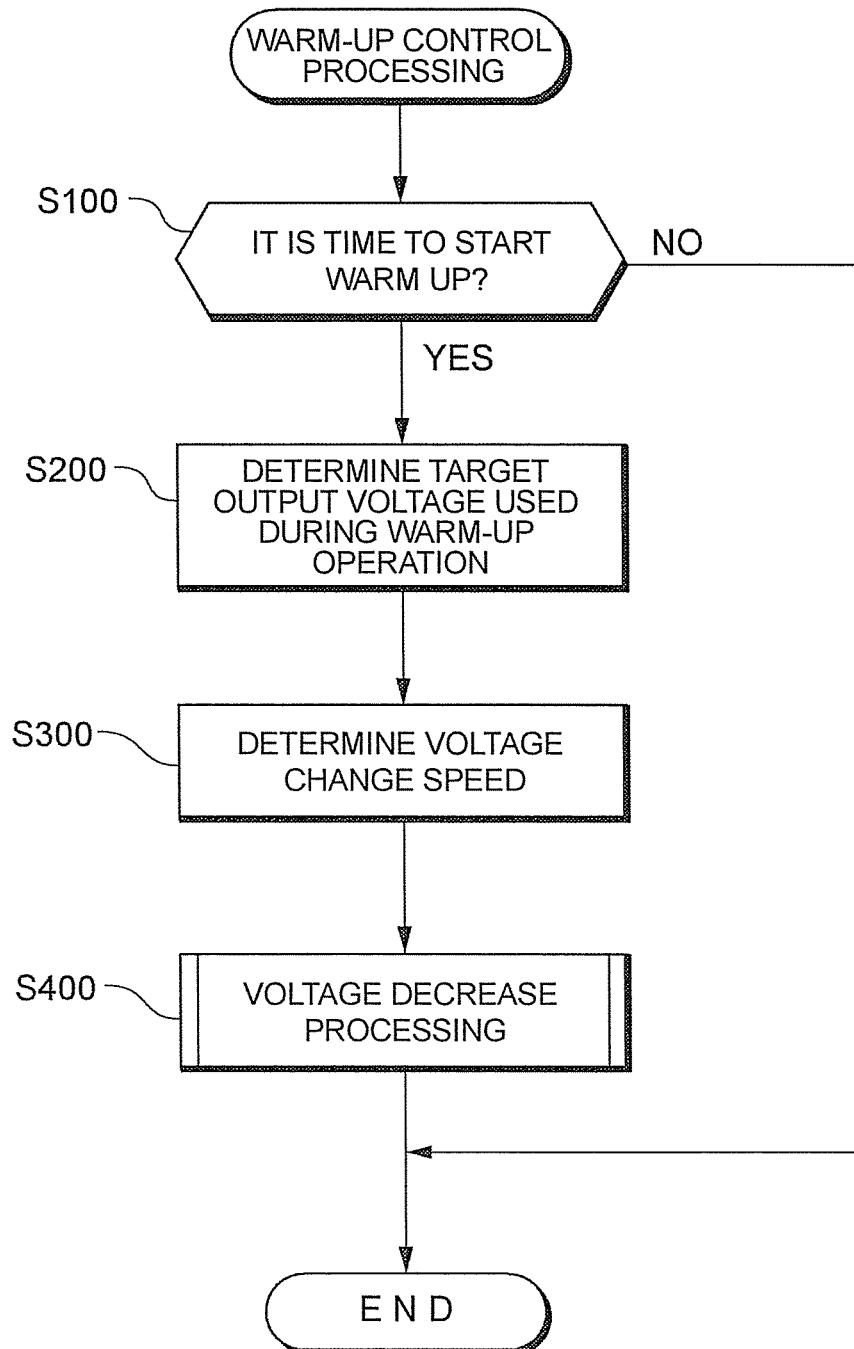 WARM-UP CONTROL
PROCESSING
S100
IT IS TIME TO START
WARM UP?
NO
YES
S200
DETERMINE TARGET
OUTPUT VOLTAGE USED
DURING WARM-UP
OPERATION
S300
DETERMINE VOLTAGE
CHANGE SPEED
S400
VOLTAGE DECREASE
PROCESSING
E N D